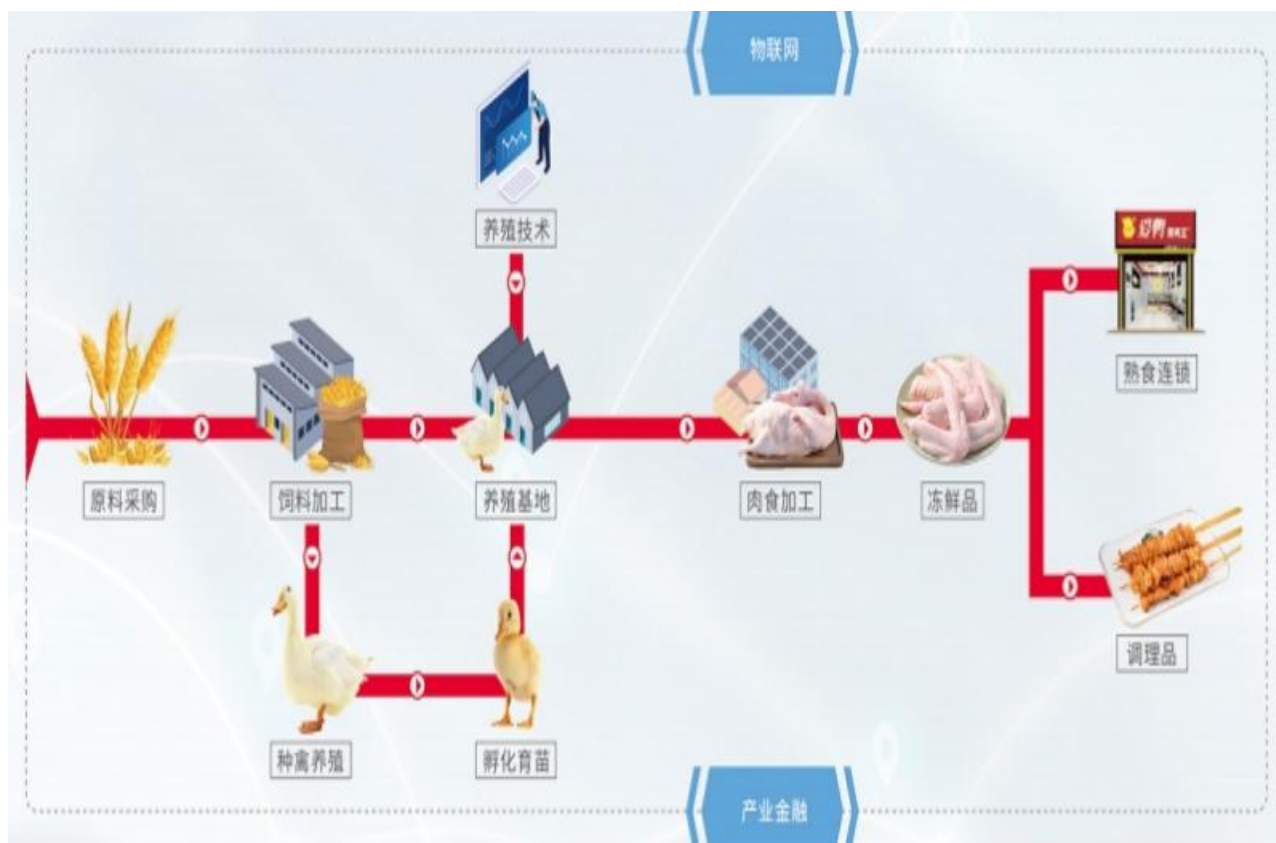 物联网
养殖技术
熟食连锁
原料采购
饲料加工
养殖基地
肉食加工
冻鲜品
调理品
种禽养殖
孵化育苗
产业金融